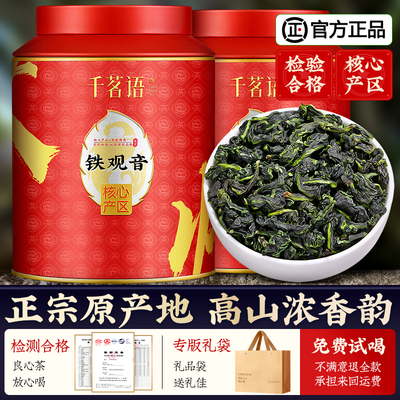 正 官方正品
检验合格
核心产区
千茗语
千茗语
铁观音
核心产区
正宗原产地 高山浓香韵
检测合格
良心茶
放心喝
专版礼袋
礼品袋
送礼佳
免费试喝
不满意退全款
承担来回运费